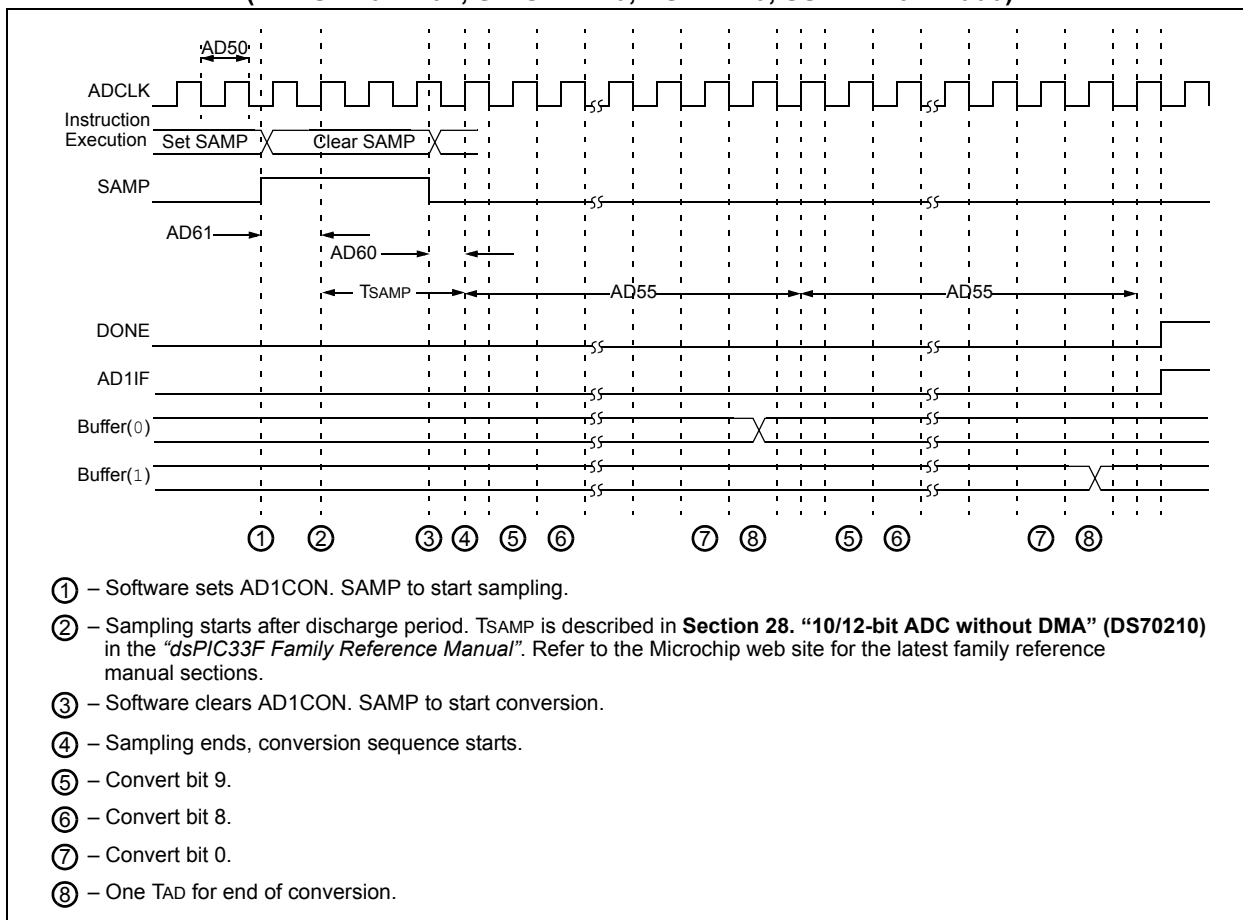 AD50
ADCLK
Instruction
Execution
Set SAMP
Clear SAMP
SAMP
AD61
AD60
TSAMP
AD55
AD55
DONE
AD1IF
Buffer(0)
Buffer(1)
1 2 3 4 5 6 7 8 5 6 7 8
1 – Software sets AD1CON. SAMP to start sampling.
2 – Sampling starts after discharge period. TSAMP is described in Section 28. “10/12-bit ADC without DMA” (DS70210)
in the “dsPIC33F Family Reference Manual”. Refer to the Microchip web site for the latest family reference
manual sections.
3 – Software clears AD1CON. SAMP to start conversion.
4 – Sampling ends, conversion sequence starts.
5 – Convert bit 9.
6 – Convert bit 8.
7 – Convert bit 0.
8 – One TAD for end of conversion.